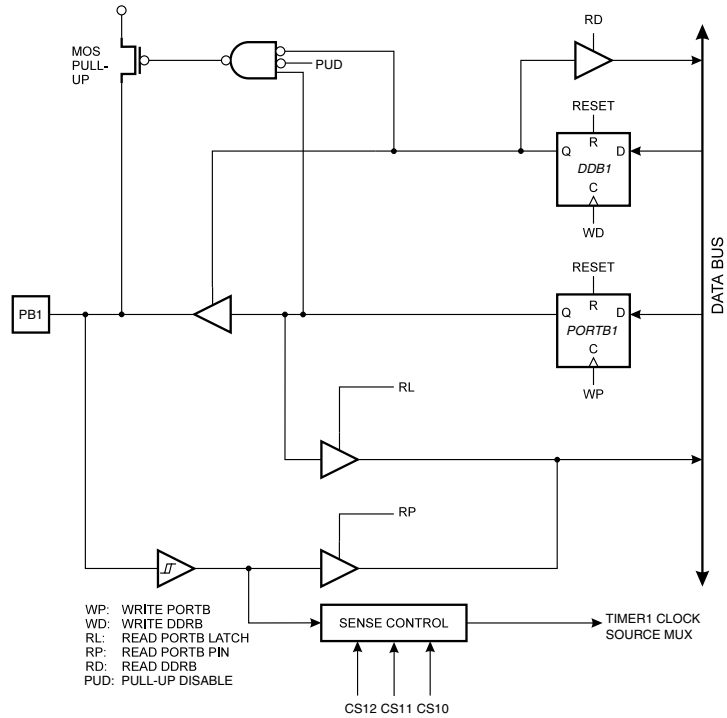 RD
MOS
PULL-
UP
PUD
RESET
R
Q
D
DDB1
C
WD
DATA BUS
RESET
R
PB1
Q
D
PORTB1
C
WP
RL
RP
WP: WRITE PORTB
WD: WRITE DDRB
RL: READ PORTB LATCH
RP: READ PORTB PIN
RD: READ DDRB
PUD: PULL-UP DISABLE
SENSE CONTROL
TIMER1 CLOCK
SOURCE MUX
CS12 CS11 CS10